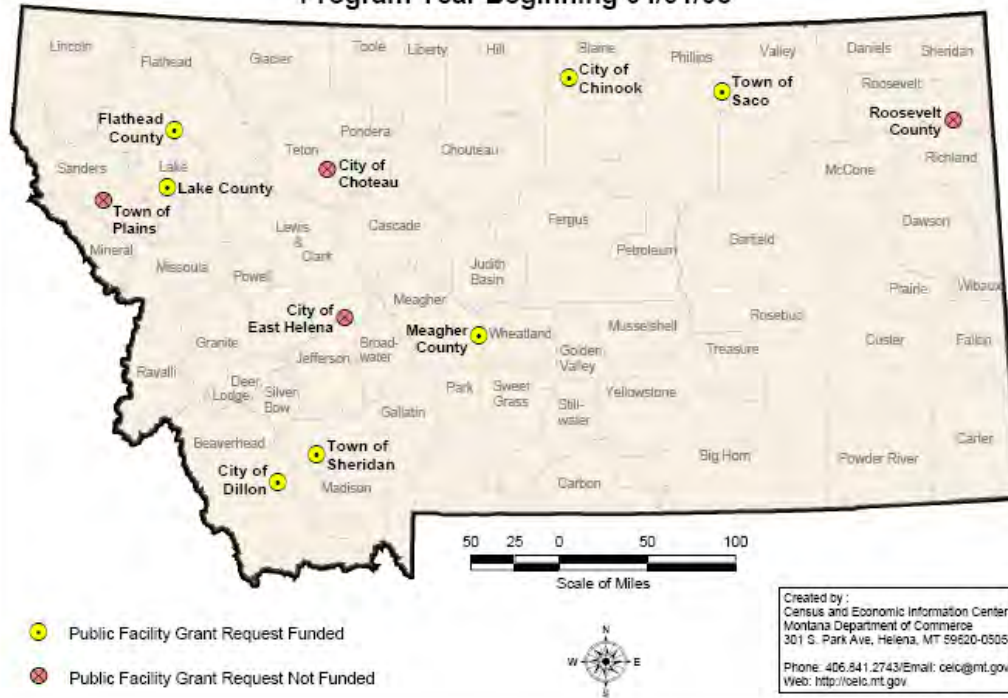 Lincoln
Flathead
Glacier
Toole
Liberty
Hill
Blaine
Phillips
Valley
Daniels
Sheridan
City of
Chinook
Town of
Saco
Roosevelt
Roosevelt
County
Flathead
County
Pondera
Teton
City of
Choteau
Chouteau
Richland
McCone
Sanders
Lake
Lake County
Town of
Plains
Mineral
Missoula
Powell
Lewis
&
Clark
Cascade
Fergus
Petroleum
Garfield
Dawson
Judith
Basin
Prairie
Wibaux
Meagher
City of
East Helena
Meagher
County
Wheatland
Musselshell
Rosebud
Granite
Jefferson
Broad-
water
Golden
Valley
Treasure
Custer
Fallon
Ravalli
Deer
Lodge
Silver
Bow
Park
Sweet
Grass
Yellowstone
Gallatin
Still-
water
Beaverhead
Town of
Sheridan
City of
Dillon
Madison
Carbon
Big Horn
Powder River
Carter
50 25 0 50 100
Scale of Miles
Public Facility Grant Request Funded
Public Facility Grant Request Not Funded
N
W
E
S
Created by :
Census and Economic Information Center
Montana Department of Commerce
301 S. Park Ave, Helena, MT 59620-0505
Phone: 406.841.2743/Email: ceic@mt.gov
Web: http://ceic.mt.gov